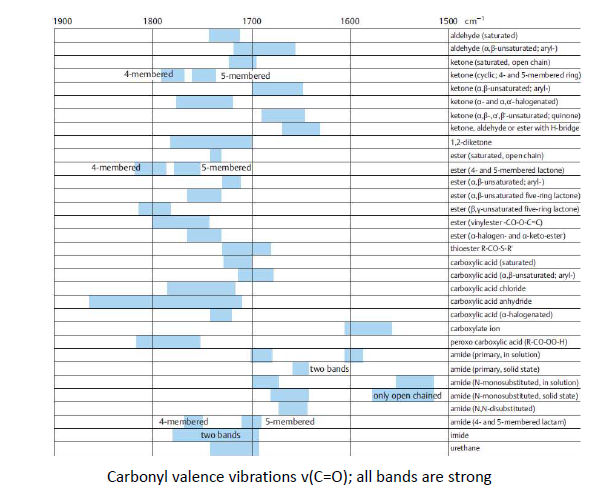 1900 1800 1700 1600 1500 cm⁻¹
aldehyde (saturated)
aldehyde (α,β-unsaturated; aryl-)
ketone (saturated, open chain)
4-membered 5-membered ketone (cyclic; 4- and 5-membered ring)
ketone (α,β-unsaturated; aryl-)
ketone (α- and α,α'-halogenated)
ketone (α,β-,α',β'-unsaturated; quinone)
ketone, aldehyde or ester with H-bridge
1,2-diketone
ester (saturated, open chain)
4-membered 5-membered ester (4- and 5-membered lactone)
ester (α,β-unsaturated; aryl-)
ester (α,β-unsaturated five-ring lactone)
ester (β,γ-unsaturated five-ring lactone)
ester (vinylester -CO-O-C=C)
ester (α-halogen- and α-keto-ester)
thioester R-CO-S-R'
carboxylic acid (saturated)
carboxylic acid (α,β-unsaturated; aryl-)
carboxylic acid chloride
carboxylic acid anhydride
carboxylic acid (α-halogenated)
carboxylate ion
peroxo carboxylic acid (R-CO-OO-H)
amide (primary, in solution)
two bands amide (primary, solid state)
amide (N-monosubstituted, in solution)
only open chained amide (N-monosubstituted, solid state)
amide (N,N-disubstituted)
4-membered 5-membered amide (4- and 5-membered lactam)
two bands imide
urethane
Carbonyl valence vibrations ν(C=O); all bands are strong